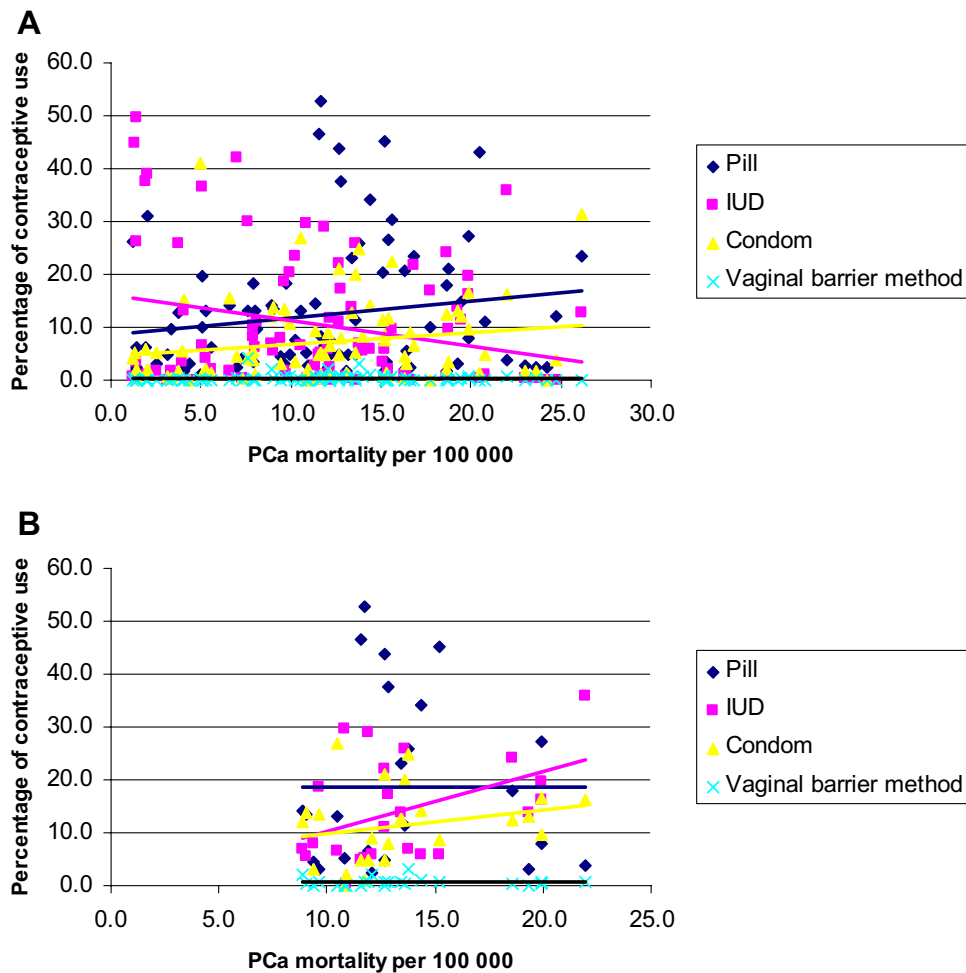 A
Percentage of contraceptive use
60.0
50.0
40.0
30.0
20.0
10.0
0.0
0.0 5.0 10.0 15.0 20.0 25.0 30.0
PCa mortality per 100 000
Pill
IUD
Condom
Vaginal barrier method
B
Percentage of contraceptive use
60.0
50.0
40.0
30.0
20.0
10.0
0.0
0.0 5.0 10.0 15.0 20.0 25.0
PCa mortality per 100 000
Pill
IUD
Condom
Vaginal barrier method